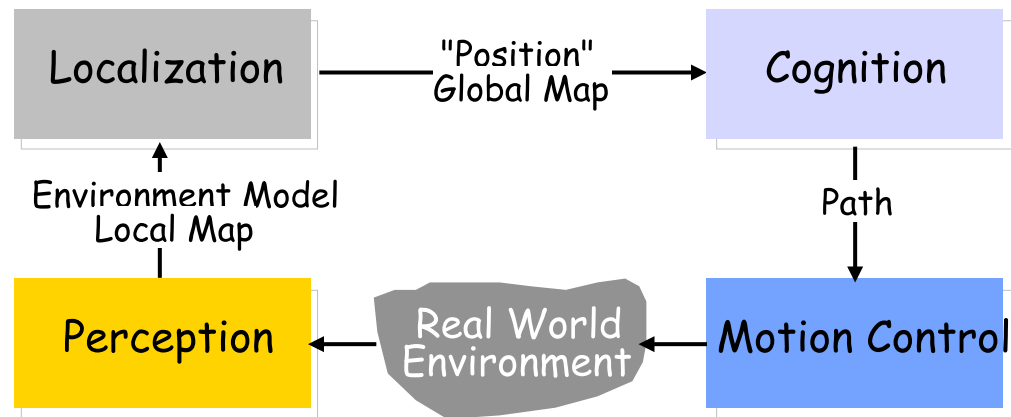 Localization
"Position"
Global Map
Cognition
Environment Model
Local Map
Path
Perception
Real World
Environment
Motion Control